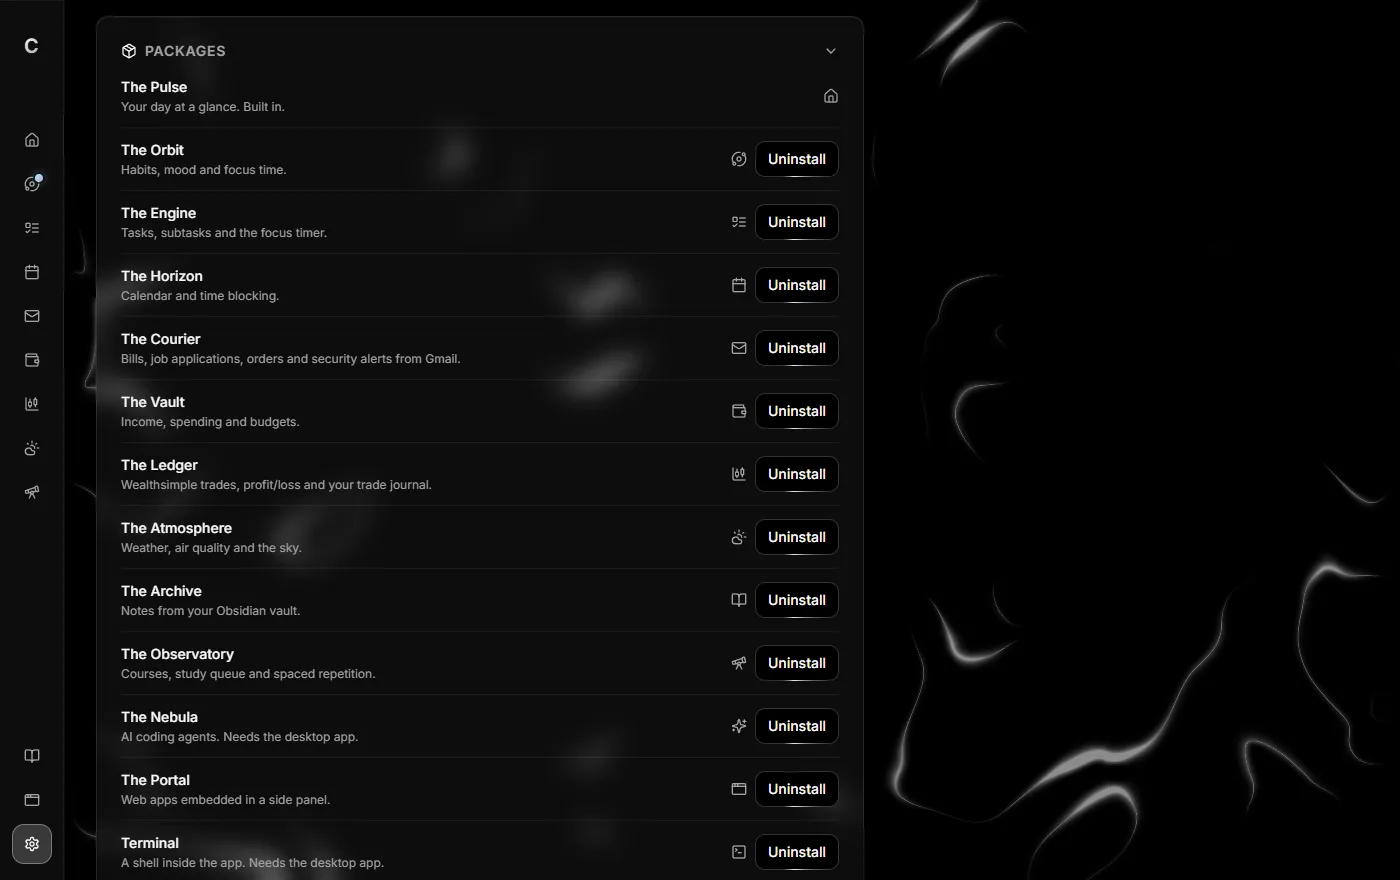 C
PACKAGES
The Pulse
Your day at a glance. Built in.
The Orbit
Habits, mood and focus time.
Uninstall
The Engine
Tasks, subtasks and the focus timer.
Uninstall
The Horizon
Calendar and time blocking.
Uninstall
The Courier
Bills, job applications, orders and security alerts from Gmail.
Uninstall
The Vault
Income, spending and budgets.
Uninstall
The Ledger
Wealthsimple trades, profit/loss and your trade journal.
Uninstall
The Atmosphere
Weather, air quality and the sky.
Uninstall
The Archive
Notes from your Obsidian vault.
Uninstall
The Observatory
Courses, study queue and spaced repetition.
Uninstall
The Nebula
AI coding agents. Needs the desktop app.
Uninstall
The Portal
Web apps embedded in a side panel.
Uninstall
Terminal
A shell inside the app. Needs the desktop app.
Uninstall